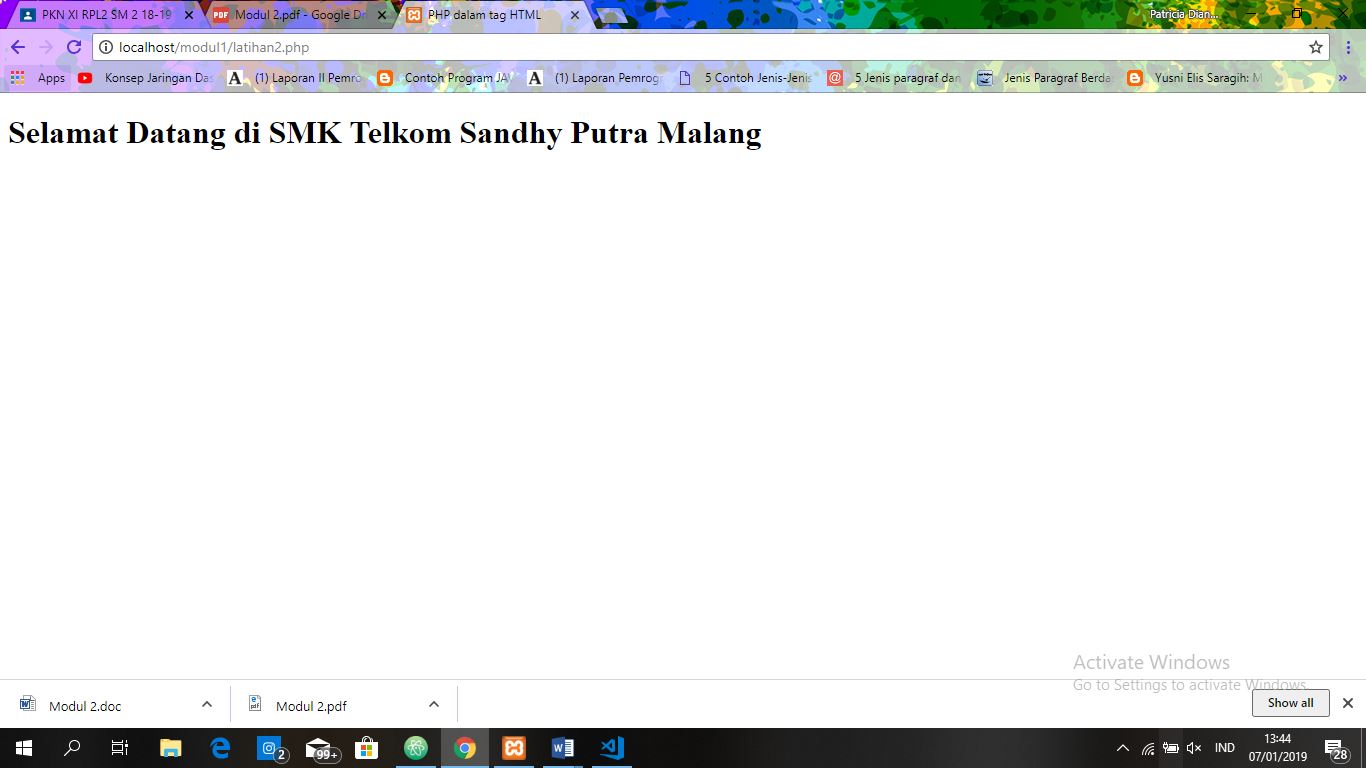 PKN XI RPL2 SM 2 18-19
PDF Modul 2.pdf - Google Dr
PHP dalam tag HTML
Patricia Dian...
localhost/modul1/latihan2.php
Apps
Konsep Jaringan Das
A (1) Laporan II Pemro
Contoh Program JAV
A (1) Laporan Pemrog
5 Contoh Jenis-Jenis
@ 5 Jenis paragraf dan
Jenis Paragraf Berdas
Yusni Elis Saragih: M
»
Selamat Datang di SMK Telkom Sandhy Putra Malang
Activate Windows
Go to Settings to activate Windows.
Modul 2.doc
Modul 2.pdf
Show all
2
99+
IND
13:44
07/01/2019
28